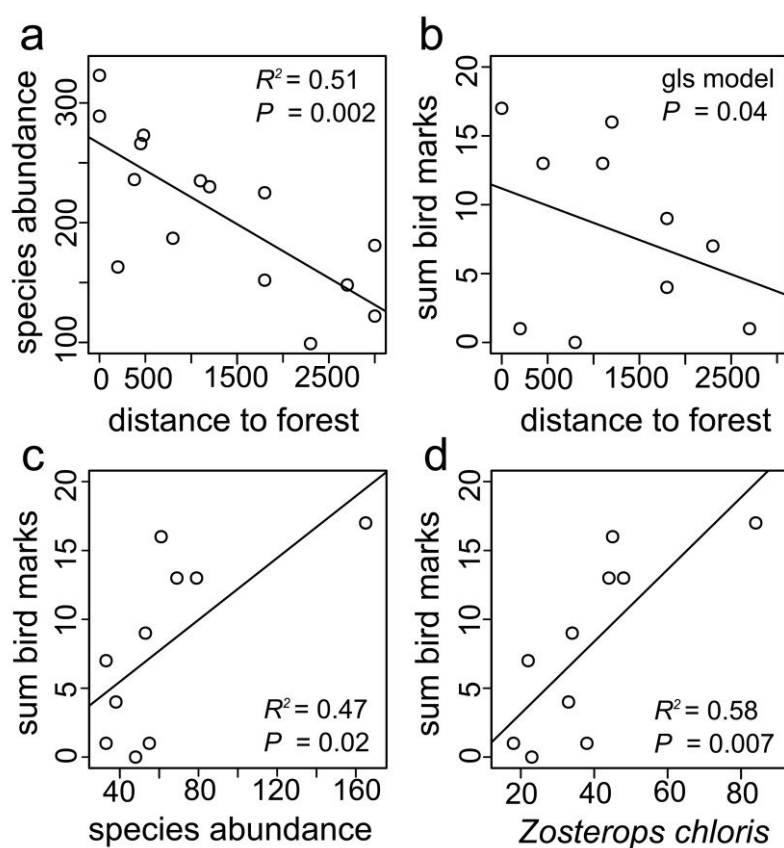 a
R² = 0.51
P = 0.002
species abundance
300
200
100
0 500 1500 2500
distance to forest
b
gls model
P = 0.04
sum bird marks
20
15
10
5
0
0 500 1500 2500
distance to forest
c
R² = 0.47
P = 0.02
sum bird marks
20
15
10
5
0
40 80 120 160
species abundance
d
R² = 0.58
P = 0.007
sum bird marks
20
15
10
5
0
20 40 60 80
Zosterops chloris